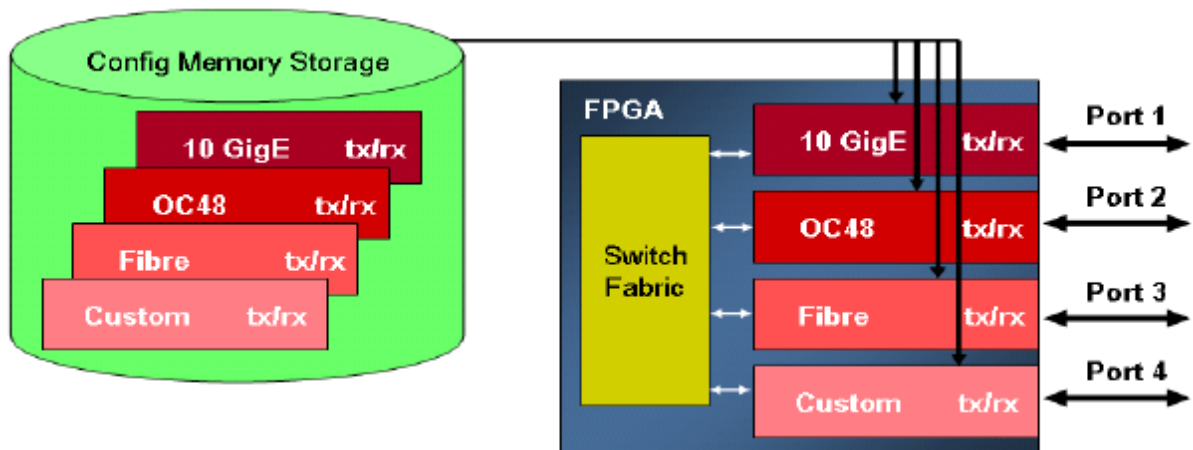 Config Memory Storage
10 GigE tx/rx
OC48 tx/rx
Fibre tx/rx
Custom tx/rx
FPGA
Switch
Fabric
10 GigE tx/rx
OC48 tx/rx
Fibre tx/rx
Custom tx/rx
Port 1
Port 2
Port 3
Port 4